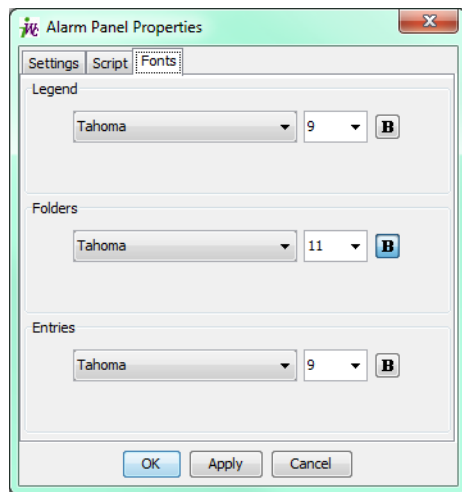 Alarm Panel Properties
Settings Script Fonts
Legend
Tahoma 9 B
Folders
Tahoma 11 B
Entries
Tahoma 9 B
OK Apply Cancel